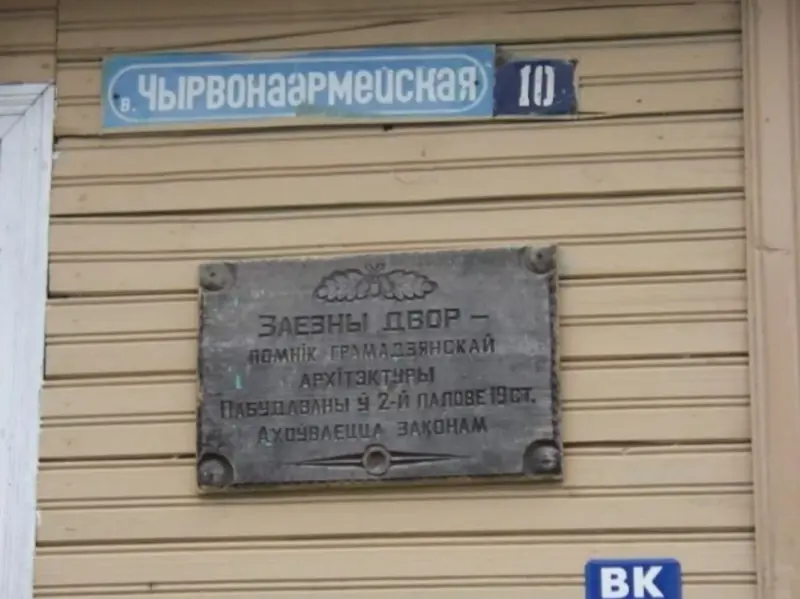 в. Чырвонаармейская 10
Заезны двор –
помнік грамадзянскай
архітэктуры
Пабудаваны ў 2-й палове 19 ст.
Ахоўваецца законам
ВК